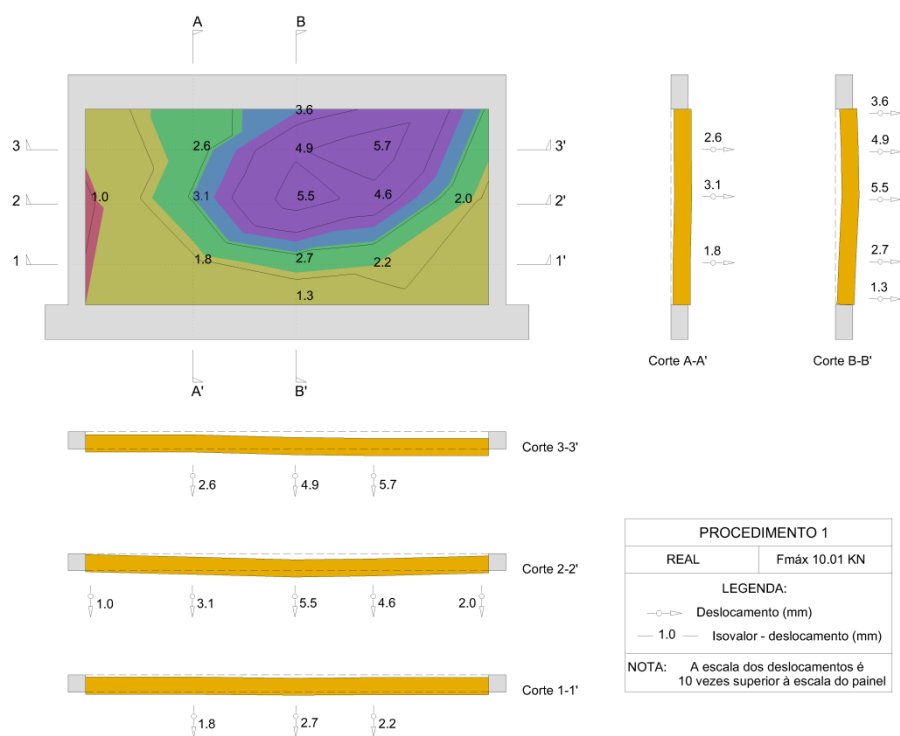 A
B
3.6
3
2.6
4.9
5.7
3'
2
1.0
3.1
5.5
4.6
2.0
2'
1
1.8
2.7
2.2
1'
1.3
A'
B'
2.6
3.1
1.8
Corte A-A'
3.6
4.9
5.5
2.7
1.3
Corte B-B'
Corte 3-3'
2.6
4.9
5.7
Corte 2-2'
1.0
3.1
5.5
4.6
2.0
Corte 1-1'
1.8
2.7
2.2
PROCEDIMENTO 1
REAL
Fmáx 10.01 KN
LEGENDA:
Deslocamento (mm)
1.0 Isovalor - deslocamento (mm)
NOTA: A escala dos deslocamentos é
10 vezes superior à escala do painel